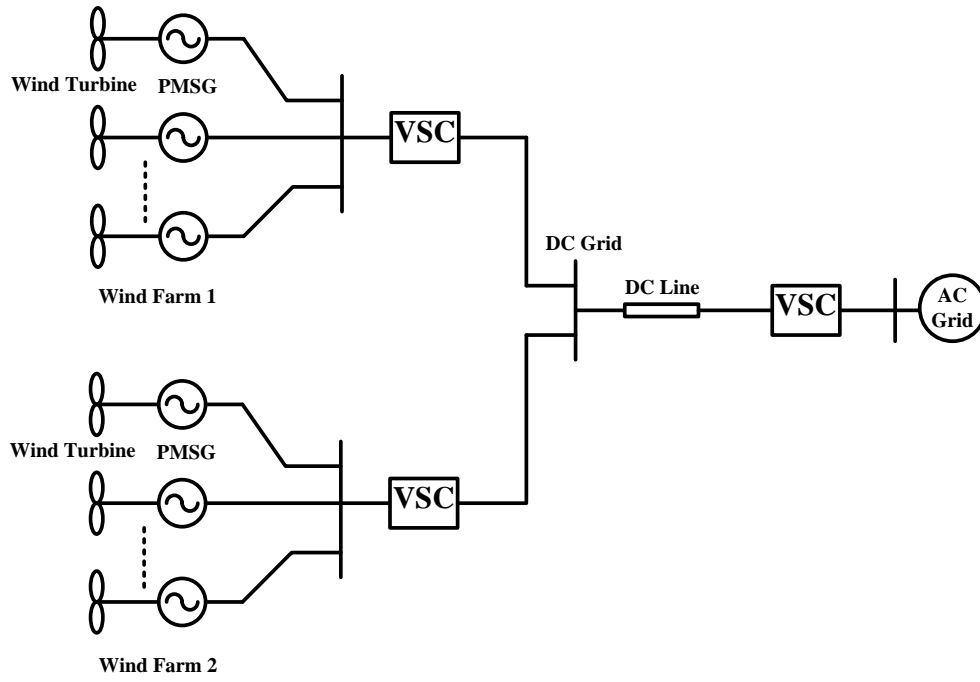 Wind Turbine
PMSG
VSC
Wind Farm 1
DC Grid
DC Line
VSC
AC
Grid
Wind Turbine
PMSG
VSC
Wind Farm 2